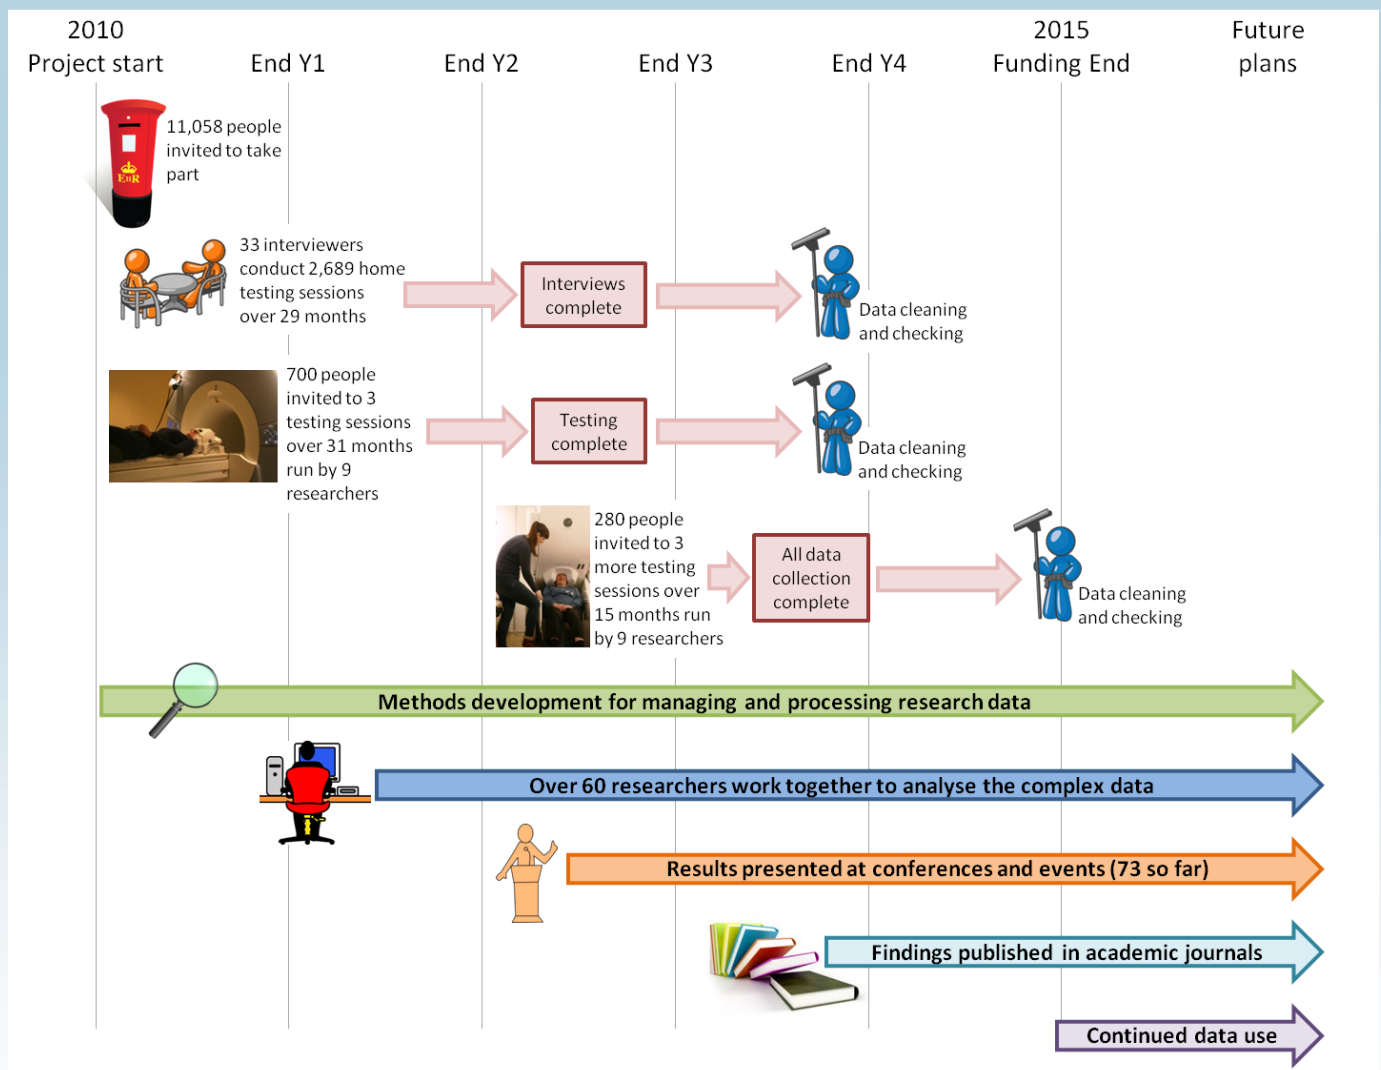 2010
Project start
End Y1
End Y2
End Y3
End Y4
2015
Funding End
Future
plans
11,058 people
invited to take
part
EIIR
33 interviewers
conduct 2,689 home
testing sessions
over 29 months
Interviews
complete
Data cleaning
and checking
700 people
invited to 3
testing sessions
over 31 months
run by 9
researchers
Testing
complete
Data cleaning
and checking
280 people
invited to 3
more testing
sessions over
15 months run
by 9 researchers
All data
collection
complete
Data cleaning
and checking
Methods development for managing and processing research data
Over 60 researchers work together to analyse the complex data
Results presented at conferences and events (73 so far)
Findings published in academic journals
Continued data use